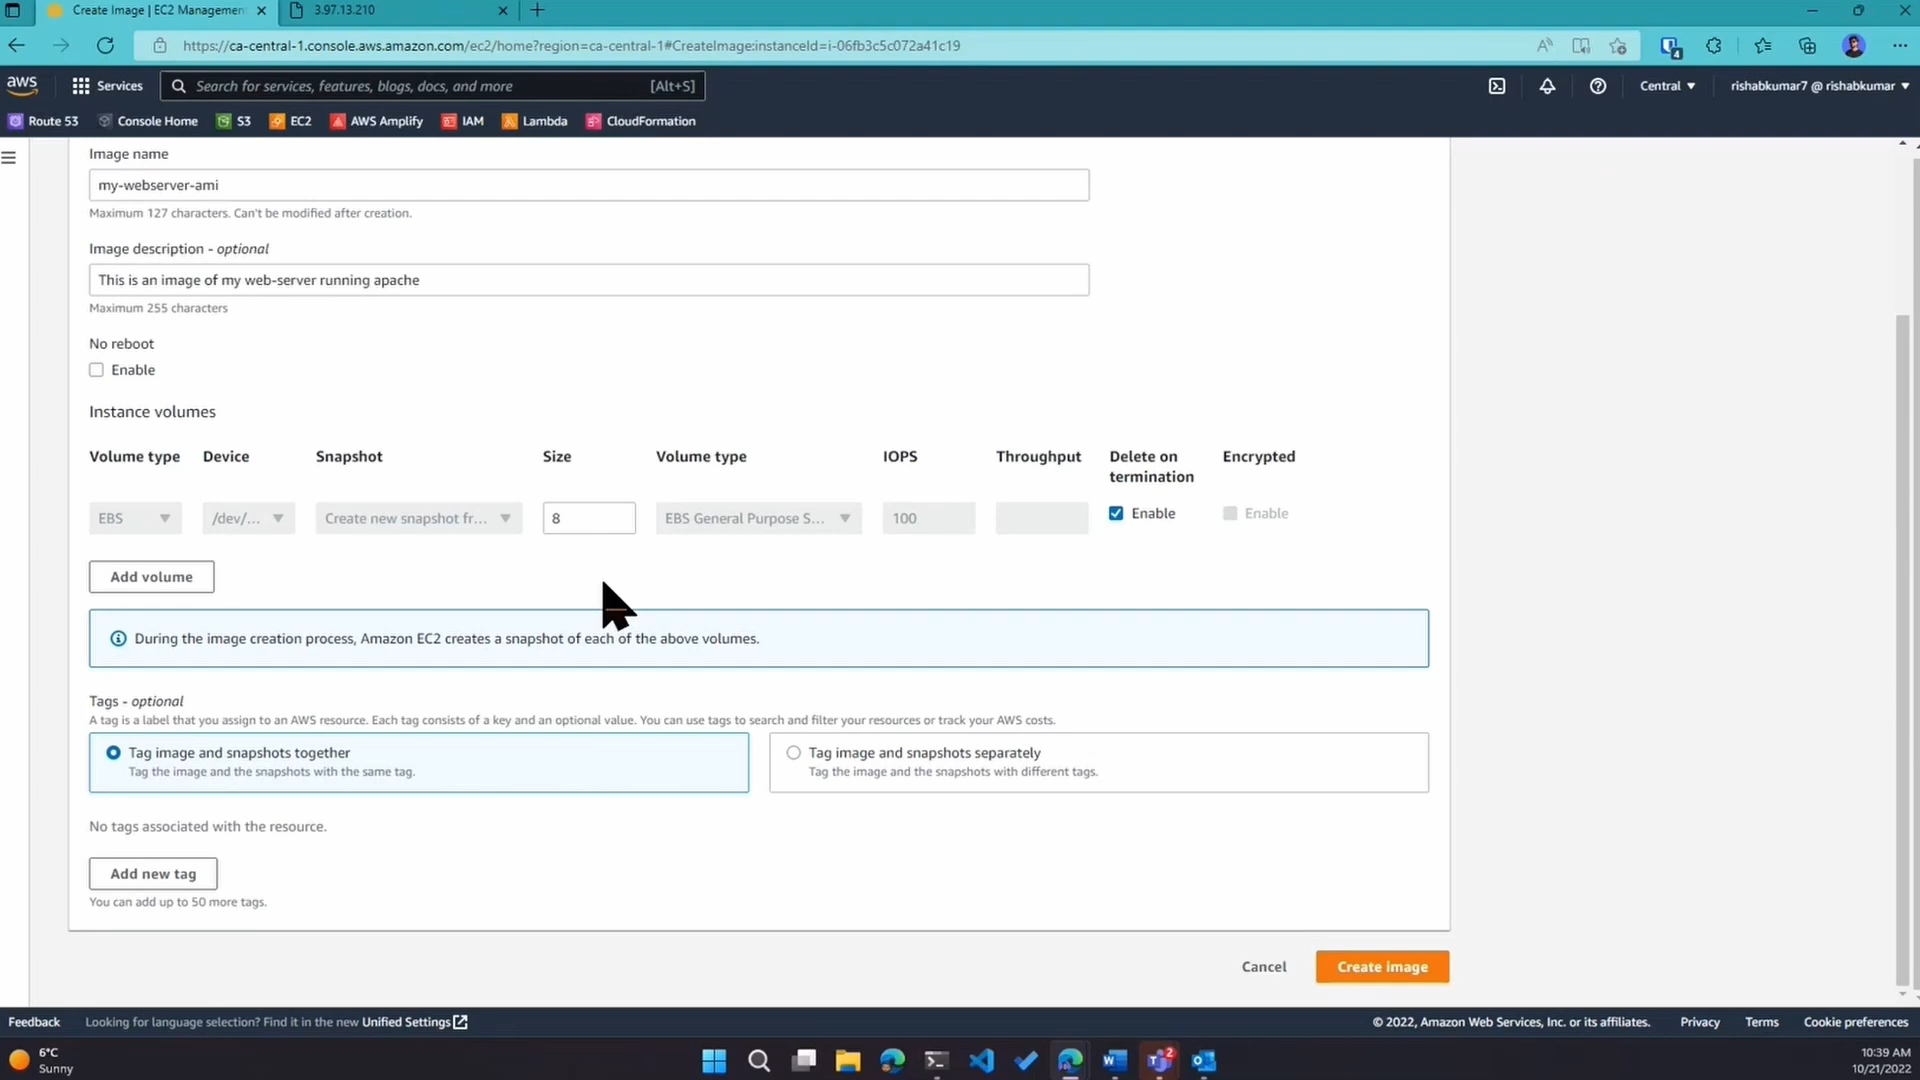 Create Image | EC2 Management
3.97.13.210
https://ca-central-1.console.aws.amazon.com/ec2/home?region=ca-central-1#CreateImage:instanceId=i-06fb3c5c072a41c19
4
aws
Services
Search for services, features, blogs, docs, and more
[Alt+S]
Central
rishabkumar7 @ rishabkumar
Route 53
Console Home
S3
EC2
AWS Amplify
IAM
Lambda
CloudFormation
Image name
my-webserver-ami
Maximum 127 characters. Can't be modified after creation.
Image description - optional
This is an image of my web-server running apache
Maximum 255 characters
No reboot
Enable
Instance volumes
Volume type Device Snapshot Size Volume type IOPS Throughput Delete on termination Encrypted
EBS /dev/... Create new snapshot fr... 8 EBS General Purpose S... 100 Enable Enable
Add volume
During the image creation process, Amazon EC2 creates a snapshot of each of the above volumes.
Tags - optional
A tag is a label that you assign to an AWS resource. Each tag consists of a key and an optional value. You can use tags to search and filter your resources or track your AWS costs.
Tag image and snapshots together
Tag the image and the snapshots with the same tag.
Tag image and snapshots separately
Tag the image and the snapshots with different tags.
No tags associated with the resource.
Add new tag
You can add up to 50 more tags.
Cancel
Create image
Feedback
Looking for language selection? Find it in the new Unified Settings
© 2022, Amazon Web Services, Inc. or its affiliates.
Privacy
Terms
Cookie preferences
6°C
Sunny
2
10:39 AM
10/21/2022